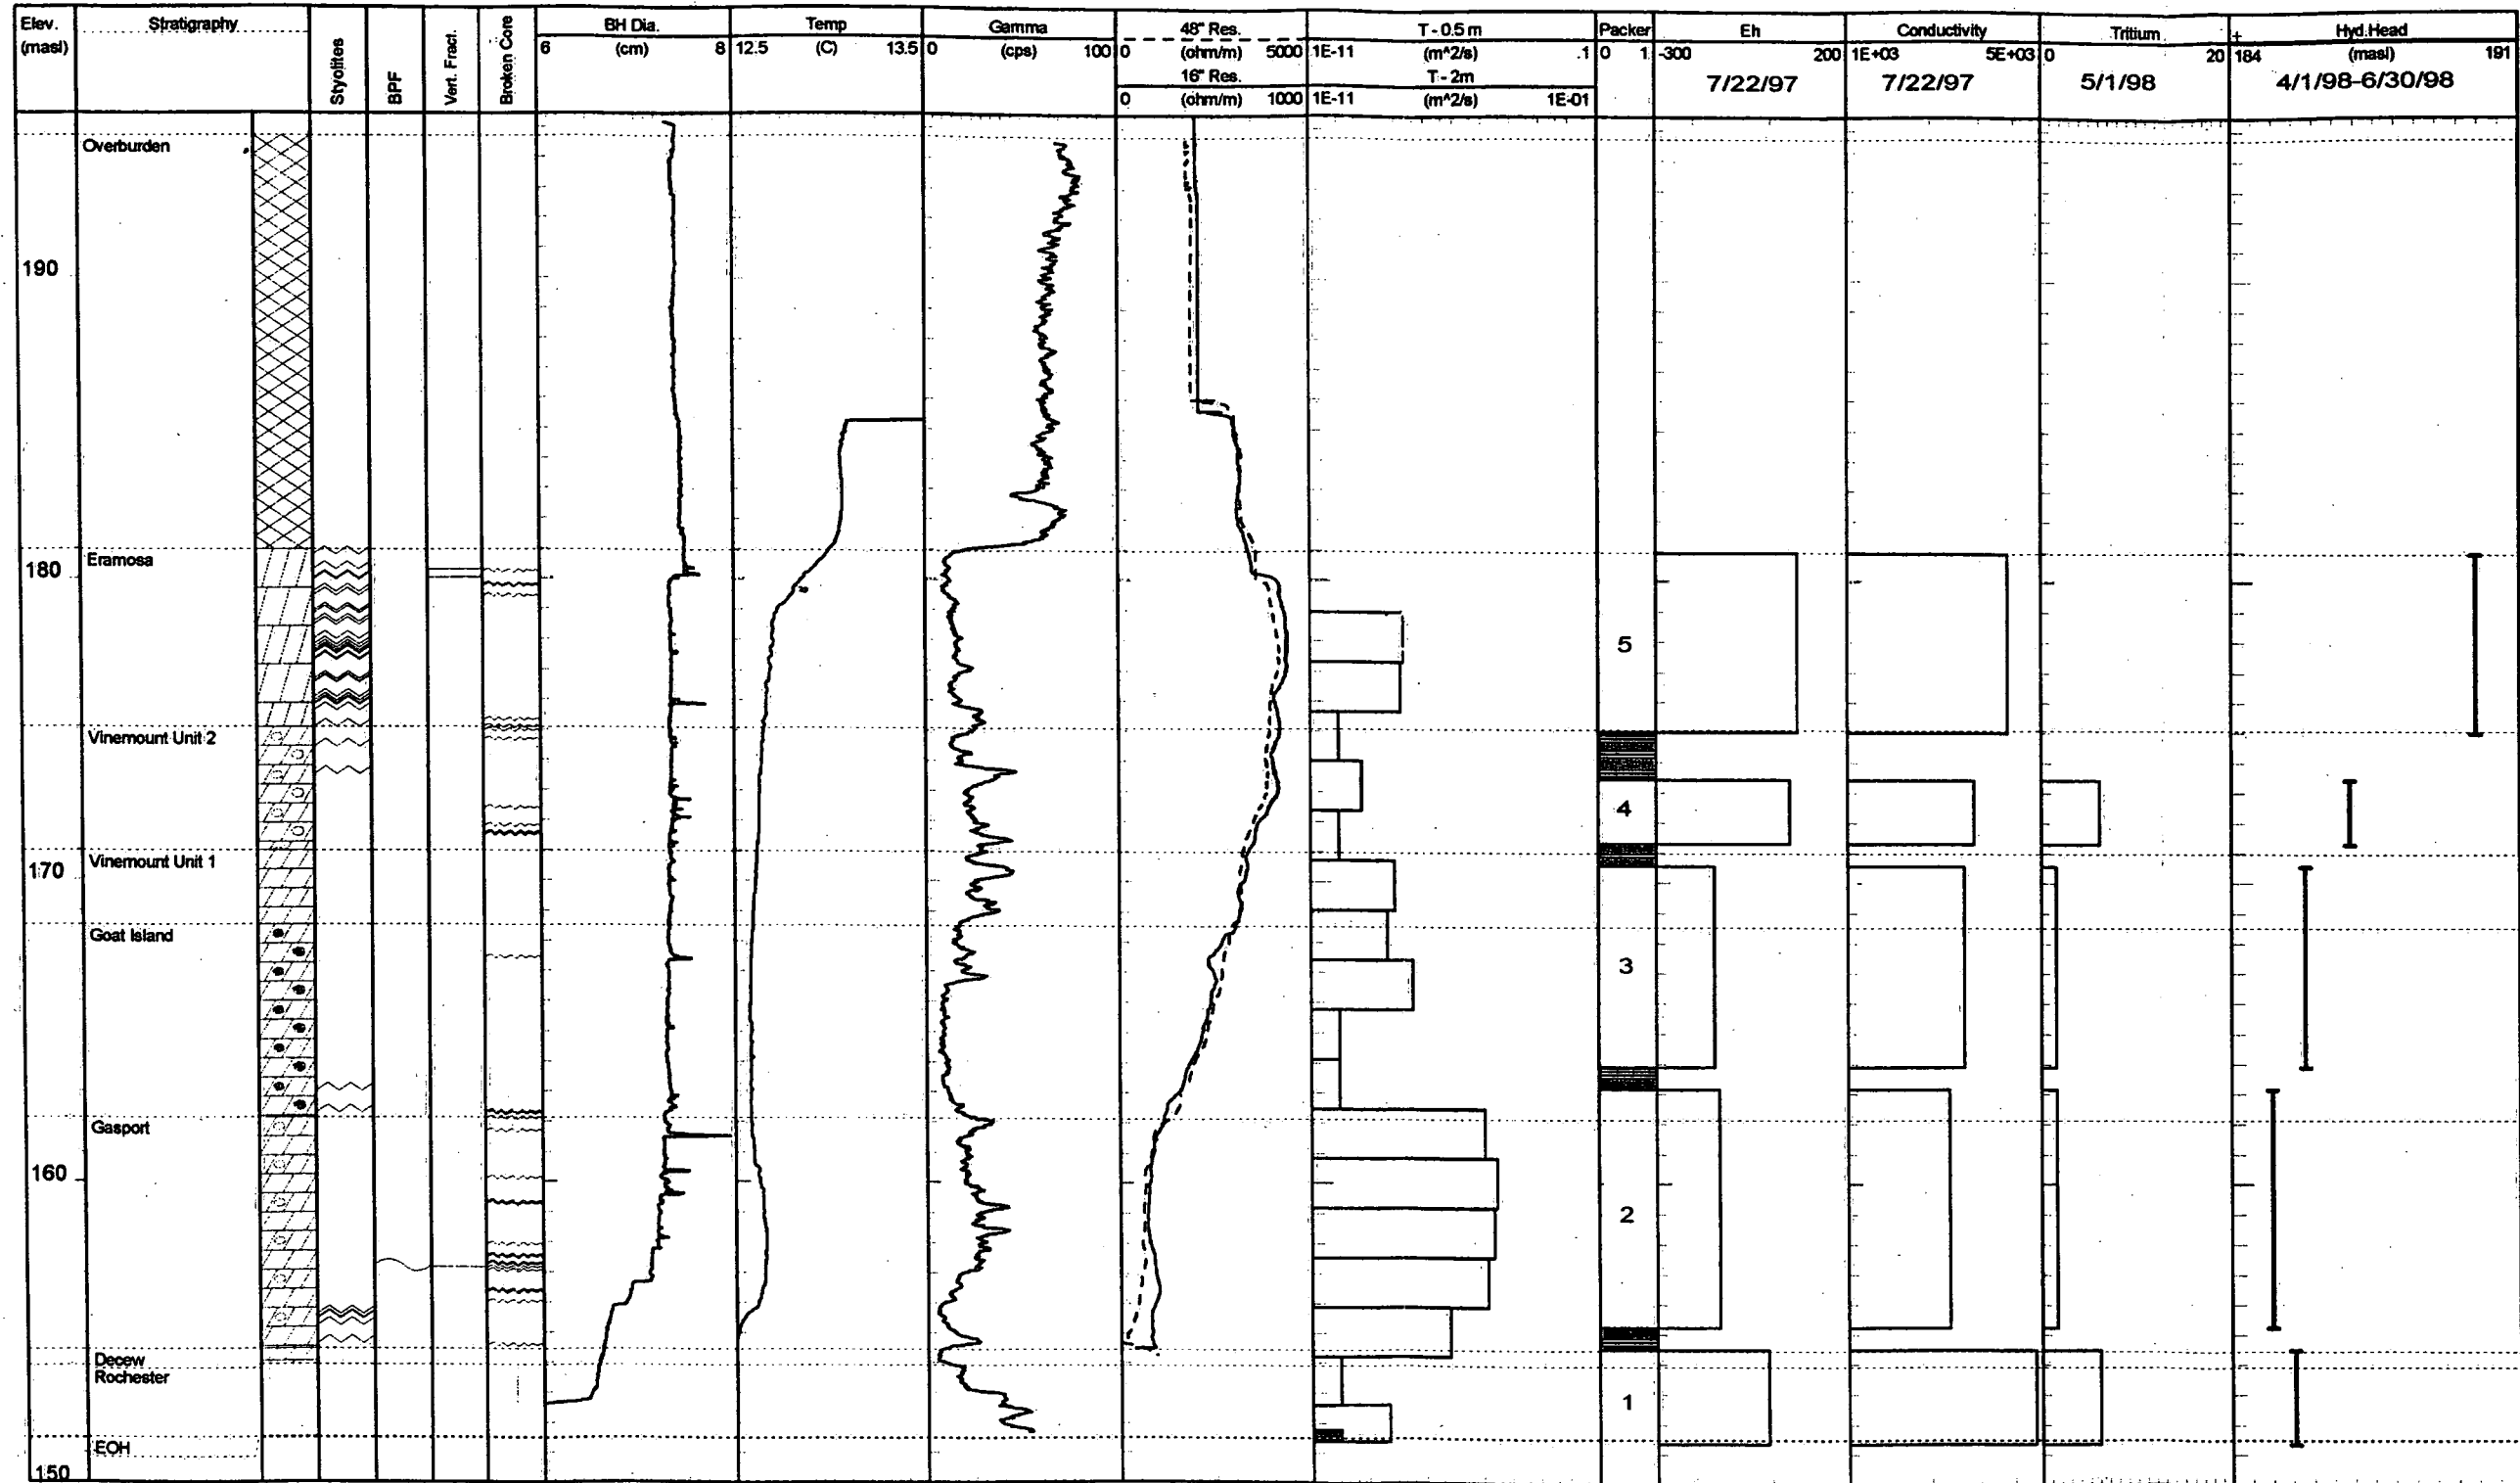 Elev. Stratigraphy BH Dia. Temp Gamma 48" Res. T - 0.5 m Packer Eh Conductivity Tritium Hyd.Head
(masl) Styolites BPF Vert. Fract. Broken Core 6 (cm) 8 12.5 (C) 13.5 0 (cps) 100 0 (ohm/m) 5000 1E-11 (m^2/s) .1 0 1 -300 200 1E+03 5E+03 0 20 184 (masl) 191
16" Res. T - 2m 7/22/97 7/22/97 5/1/98 4/1/98-6/30/98
0 (ohm/m) 1000 1E-11 (m^2/s) 1E-01
Overburden
190
Eramosa
180
5
Vinemount Unit 2
4
Vinemount Unit 1
170
Goat Island
3
Gasport
160
2
Decew
Rochester
1
EOH
150